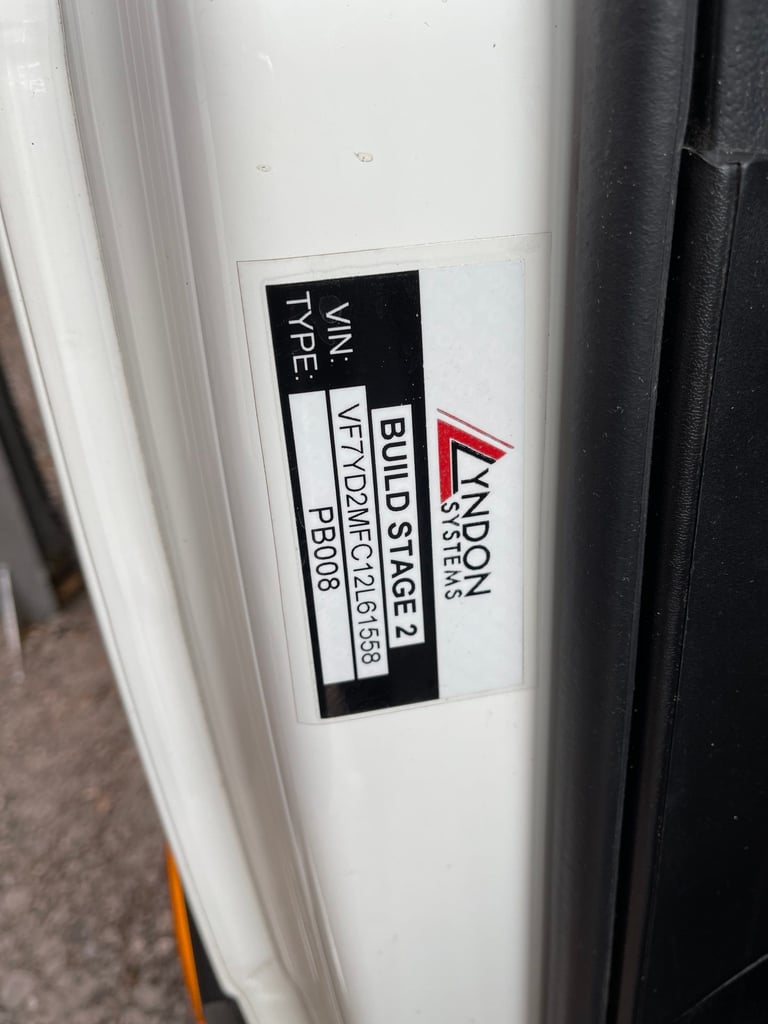 LYNDON
SYSTEMS
BUILD STAGE 2
VIN: VF7YD2MFC12L61558
TYPE: PB008